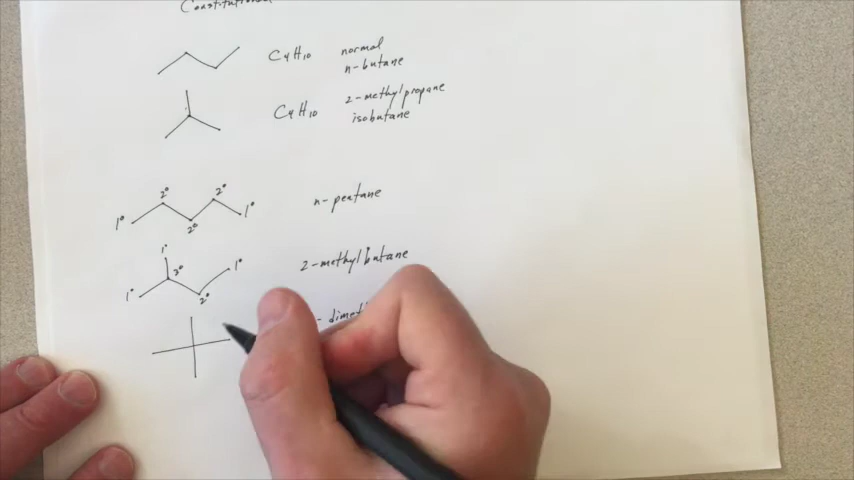 Constitutional
C4H10 normal
n-butane
C4H10 2-methylpropane
isobutane
1° 2° 2° 2° 1° n-pentane
1° 1° 3° 2° 1° 2-methylbutane